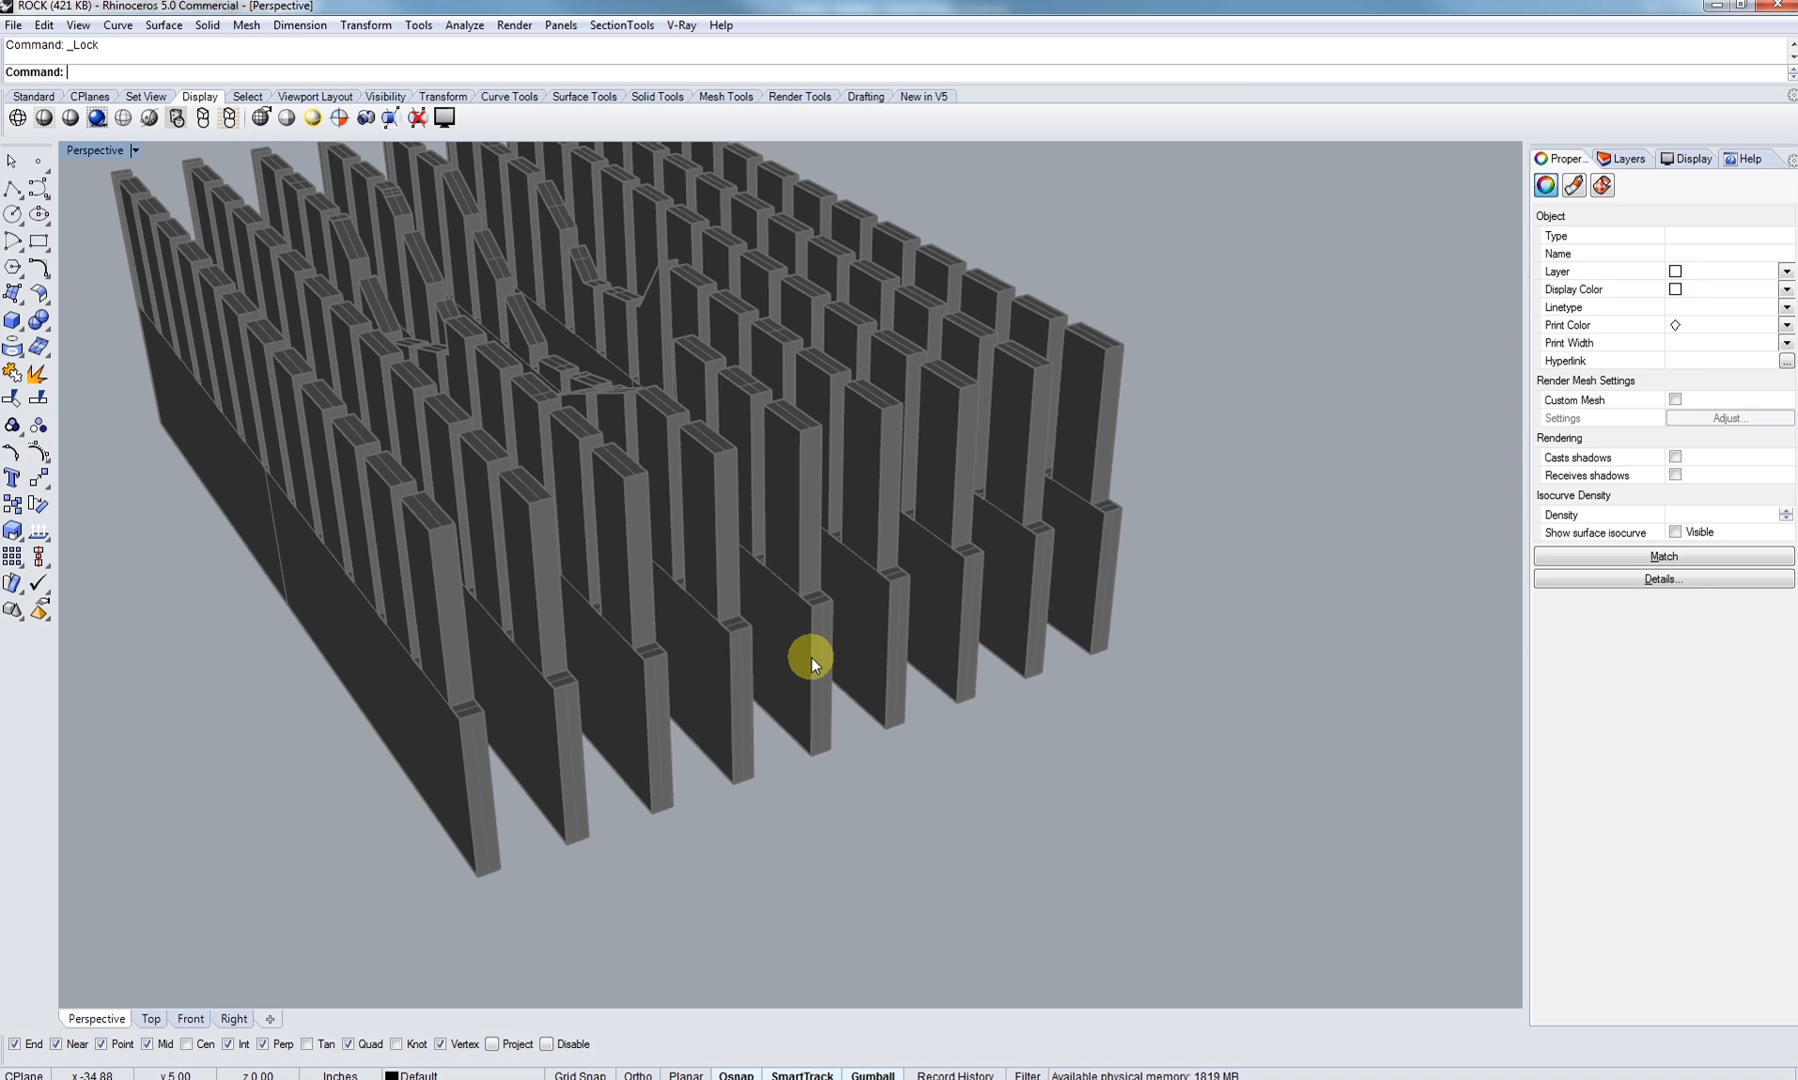 ROCK (421 KB) - Rhinoceros 5.0 Commercial - [Perspective]
File Edit View Curve Surface Solid Mesh Dimension Transform Tools Analyze Render Panels SectionTools V-Ray Help
Command: _Lock
Command:
Standard CPlanes Set View Display Select Viewport Layout Visibility Transform Curve Tools Surface Tools Solid Tools Mesh Tools Render Tools Drafting New in V5
Perspective
Proper... Layers Display Help
Object
Type
Name
Layer
Display Color
Linetype
Print Color
Print Width
Hyperlink ...
Render Mesh Settings
Custom Mesh
Settings Adjust...
Rendering
Casts shadows
Receives shadows
Isocurve Density
Density
Show surface isocurve Visible
Match
Details...
Perspective Top Front Right
End Near Point Mid Cen Int Perp Tan Quad Knot Vertex Project Disable
CPlane x -34.88 y 5.00 z 0.00 Inches Default Grid Snap Ortho Planar Osnap SmartTrack Gumball Record History Filter Available physical memory: 1819 MB